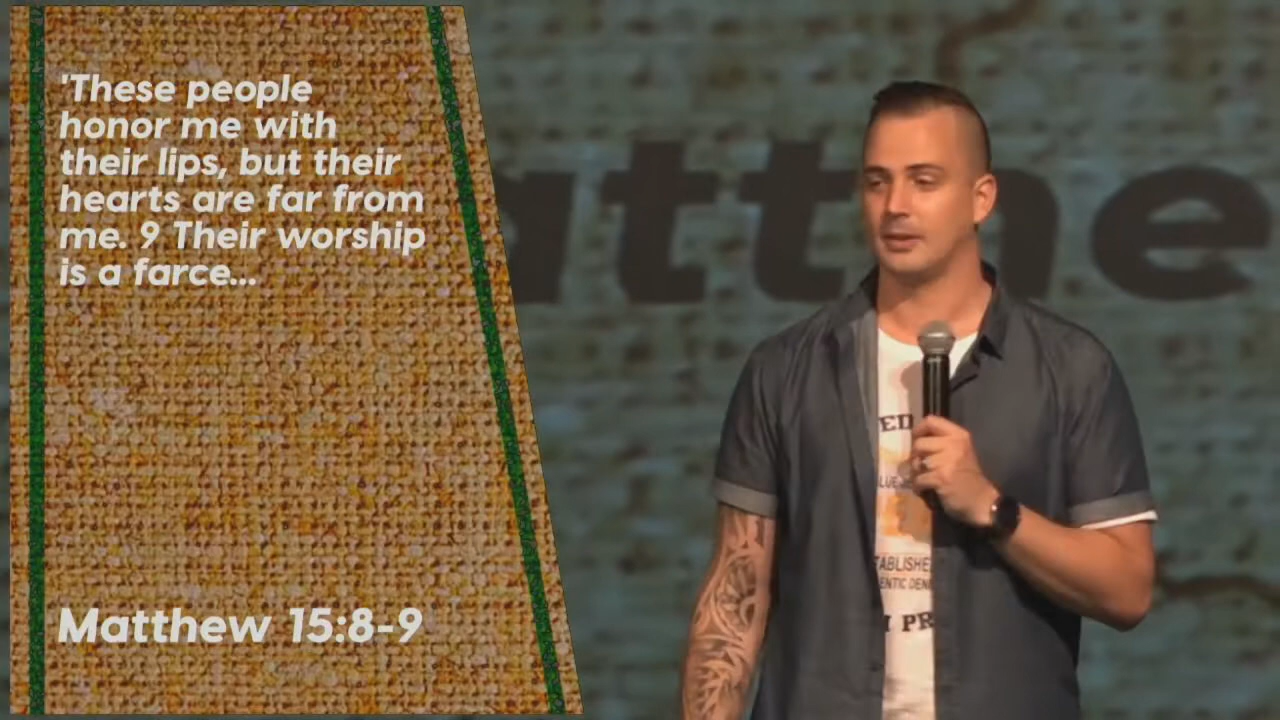 'These people
honor me with
their lips, but their
hearts are far from
me. 9 Their worship
is a farce...
Matthew 15:8-9